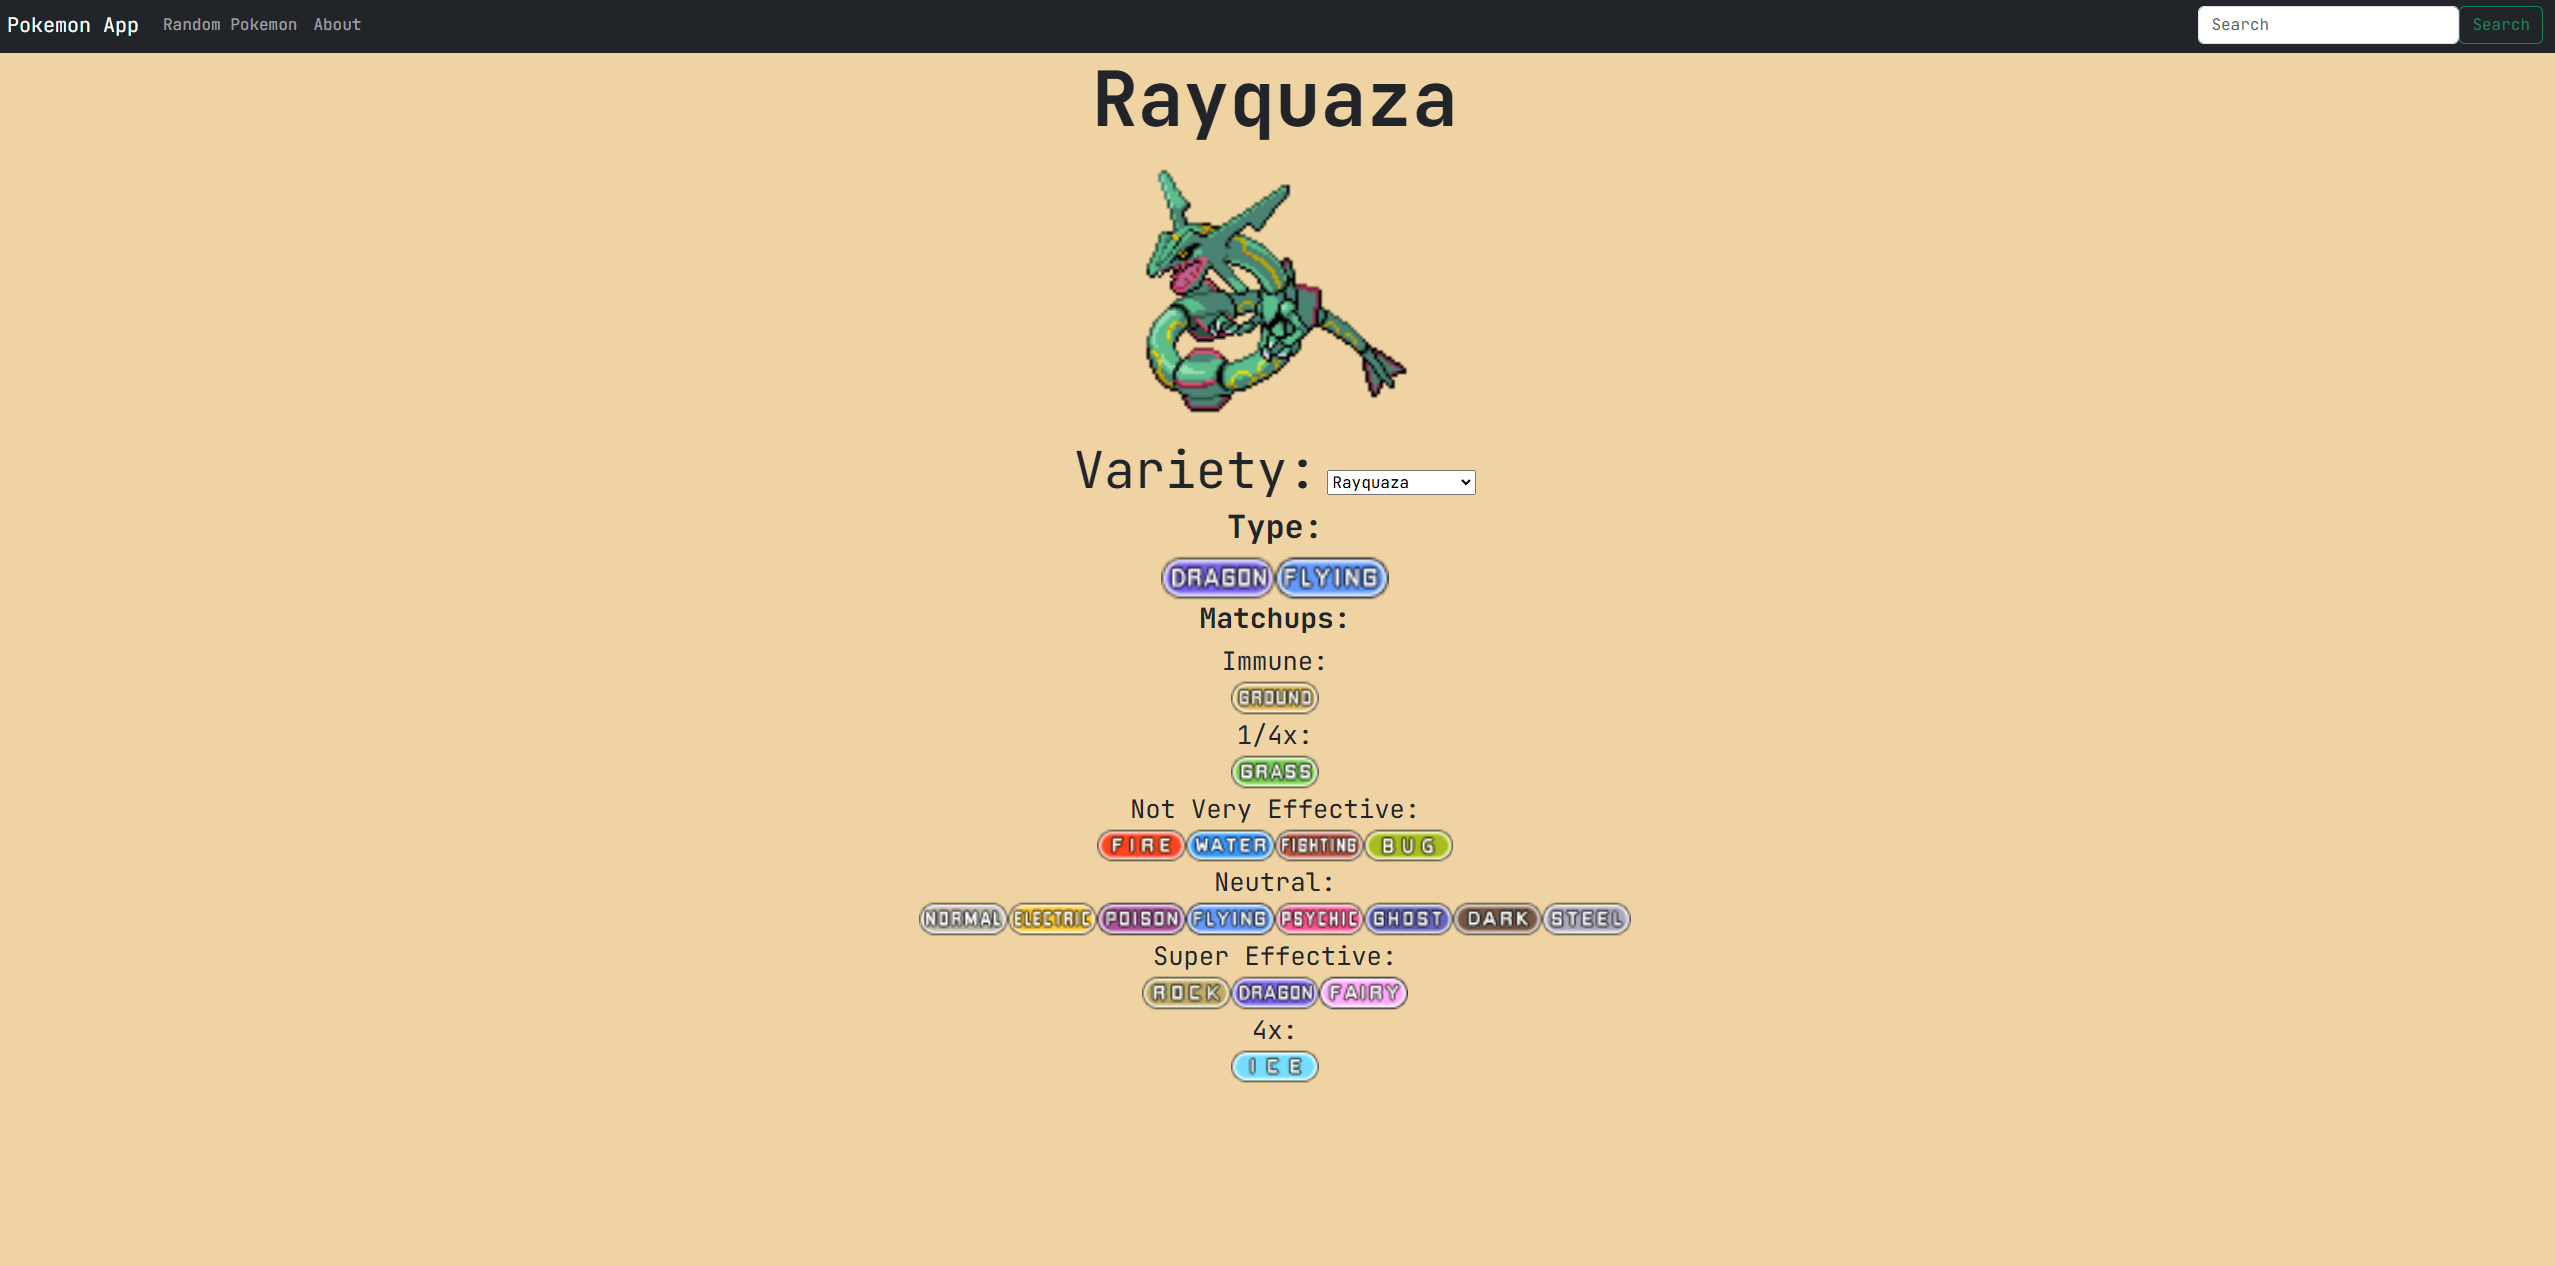 Pokemon App Random Pokemon About Search Search
Rayquaza
Variety: Rayquaza
Type:
DRAGON FLYING
Matchups:
Immune:
GROUND
1/4x:
GRASS
Not Very Effective:
FIRE WATER FIGHTING BUG
Neutral:
NORMAL ELECTRIC POISON FLYING PSYCHIC GHOST DARK STEEL
Super Effective:
ROCK DRAGON FAIRY
4x:
ICE